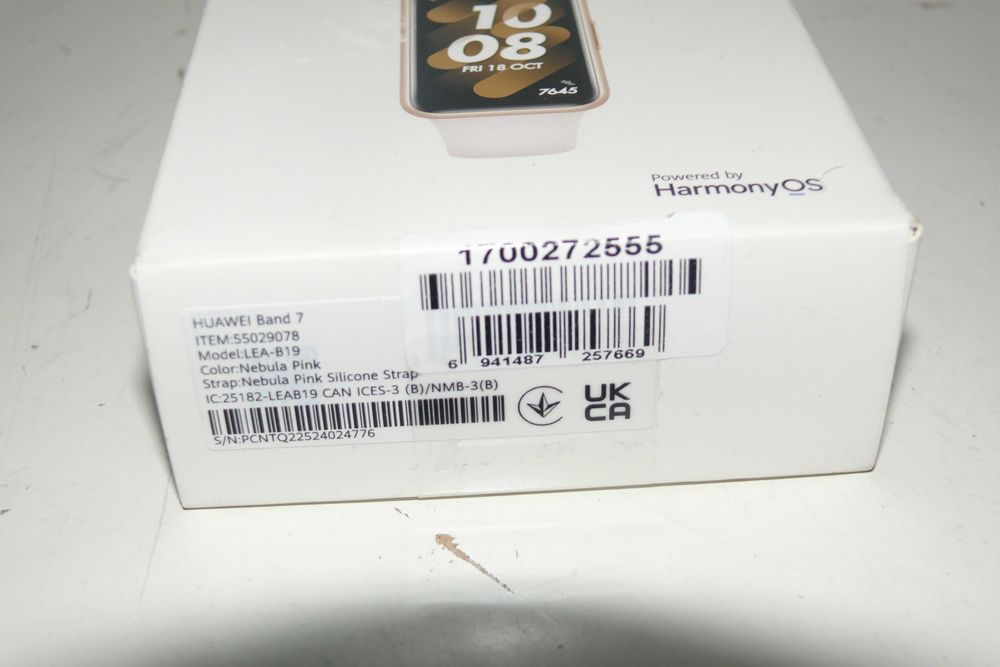 10
08
FRI 18 OCT
7645
Powered by
HarmonyOS
1700272555
6 941487 257669
HUAWEI Band 7
ITEM:55029078
Model:LEA-B19
Color:Nebula Pink
Strap:Nebula Pink Silicone Strap
IC:25182-LEAB19 CAN ICES-3 (B)/NMB-3(B)
S/N:PCNTQ22524024776
UK
CA